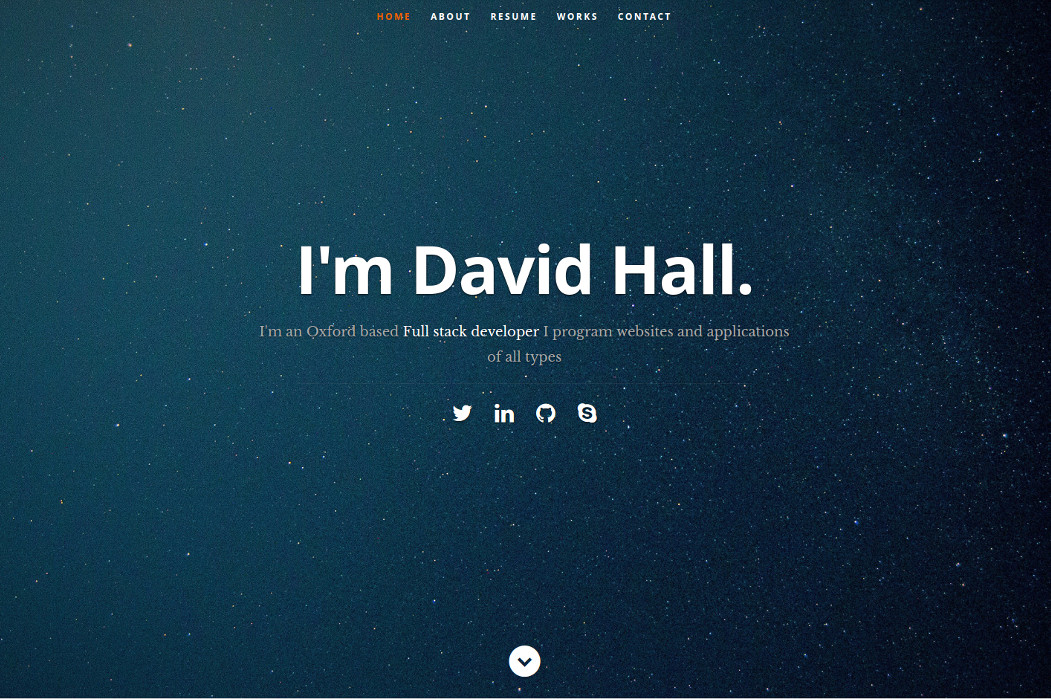 HOME ABOUT RESUME WORKS CONTACT
I'm David Hall.
I'm an Oxford based Full stack developer I program websites and applications
of all types